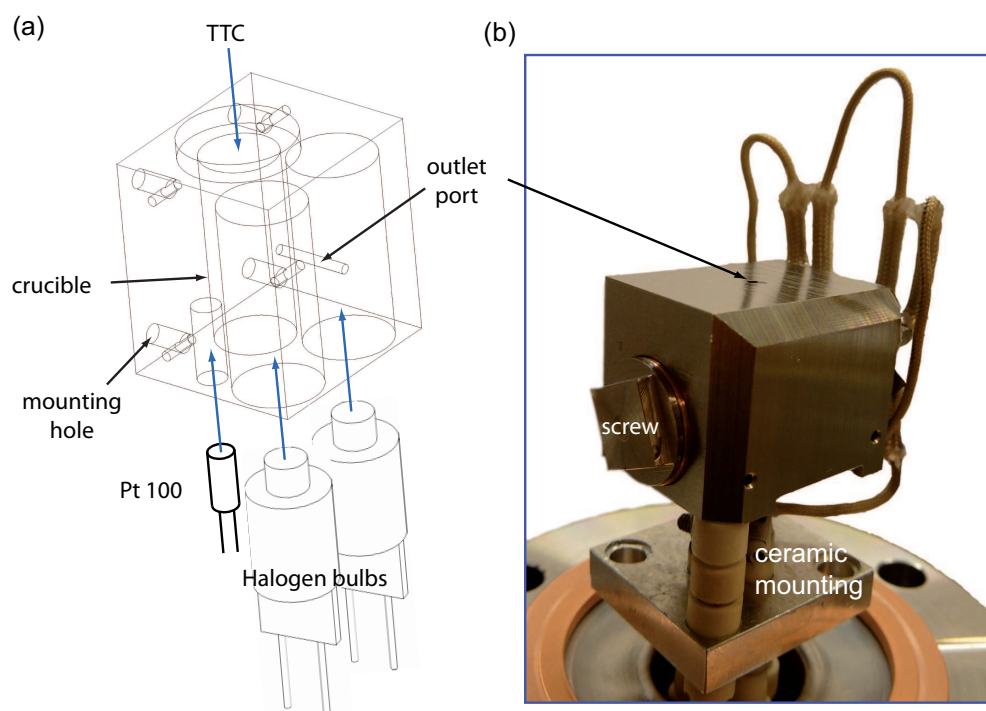 (a)
TTC
outlet
port
crucible
mounting
hole
Pt 100
Halogen bulbs
(b)
screw
ceramic
mounting